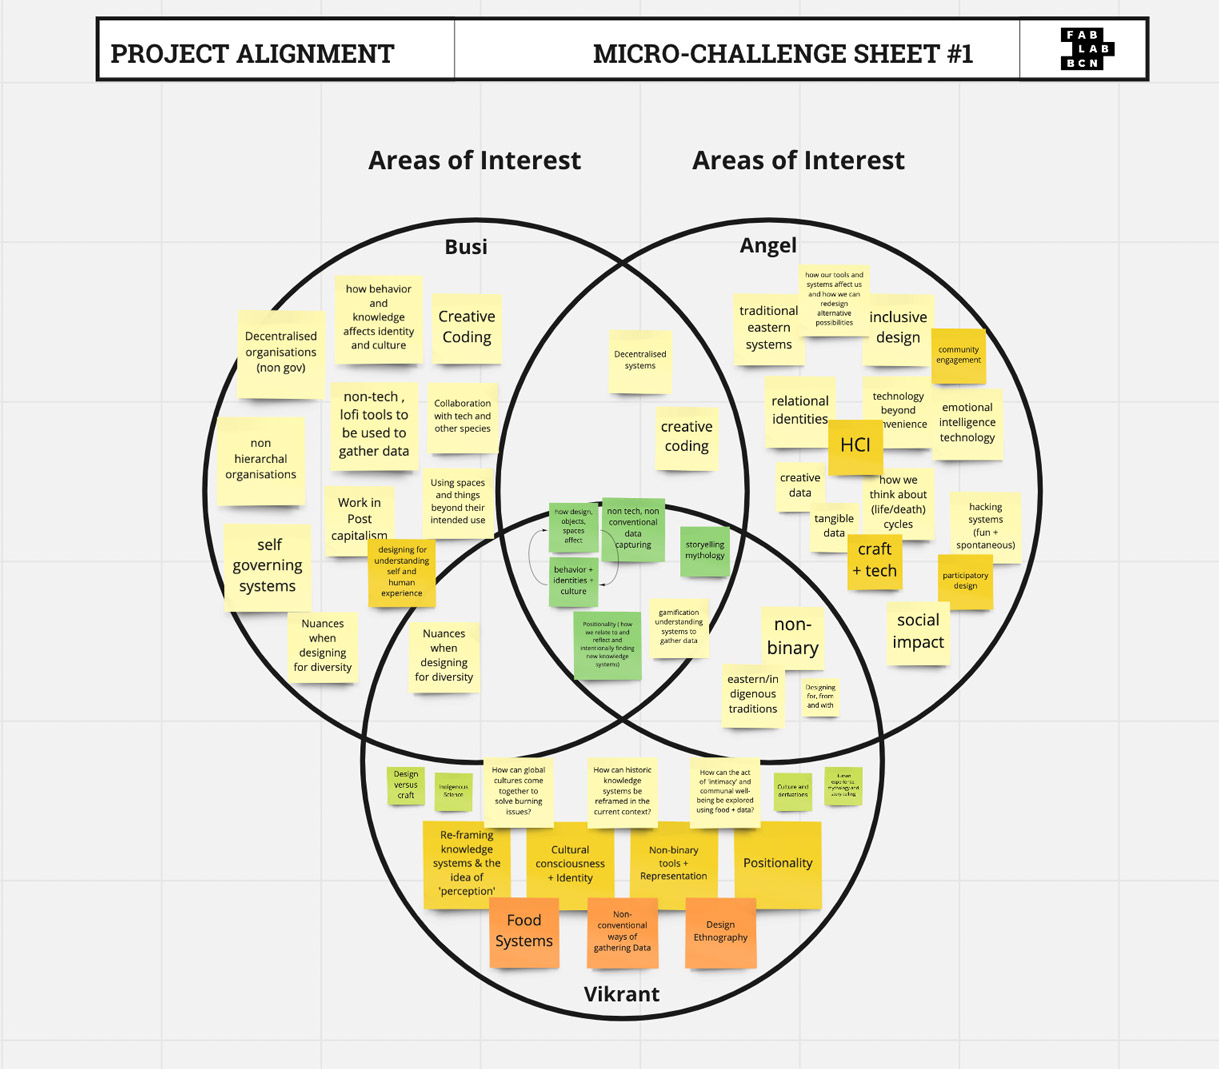 PROJECT ALIGNMENT
MICRO-CHALLENGE SHEET #1
FAB
LAB
BCN
Areas of Interest
Areas of Interest
Busi
Angel
Decentralised
organisations
(non gov)
how behavior
and
knowledge
affects identity
and culture
Creative
Coding
non-tech ,
lofi tools to
be used to
gather data
Collaboration
with tech and
other species
non
hierarchal
organisations
Work in
Post
capitalism
Using spaces
and things
beyond their
intended use
self
governing
systems
designing for
understanding
self and
human
experience
Nuances
when
designing
for diversity
Decentralised
systems
creative
coding
traditional
eastern
systems
how our tools and
systems affect us
and how we can
redesign
alternative
possibilities
inclusive
design
community
engagement
relational
identities
technology
beyond
HCI
emotional
intelligence
technology
creative
data
how we
think about
(life/death)
cycles
tangible
data
hacking
systems
(fun +
spontaneous)
craft
+ tech
participatory
design
social
impact
how design,
objects,
spaces
affect
non tech, non
conventional
data
capturing
storyelling
mythology
behavior +
identities +
culture
Positionality ( how
we relate to and
reflect and
intentionally finding
new knowledge
systems)
gamification
understanding
systems to
gather data
Nuances
when
designing
for diversity
non-
binary
eastern/in
digenous
traditions
Designing
for, from
and with
Design
versus
craft
Indigenous
Science
How can global
cultures come
together to
solve burning
issues?
How can historic
knowledge
systems be
reframed in the
current context?
How can the act
of 'intimacy' and
communal well-
being be explored
using food + data?
Culture and
derivations
Re-framing
knowledge
systems & the
idea of
'perception'
Cultural
consciousness
+ Identity
Non-binary
tools +
Representation
Positionality
Food
Systems
Non-
conventional
ways of
gathering Data
Design
Ethnography
Vikrant